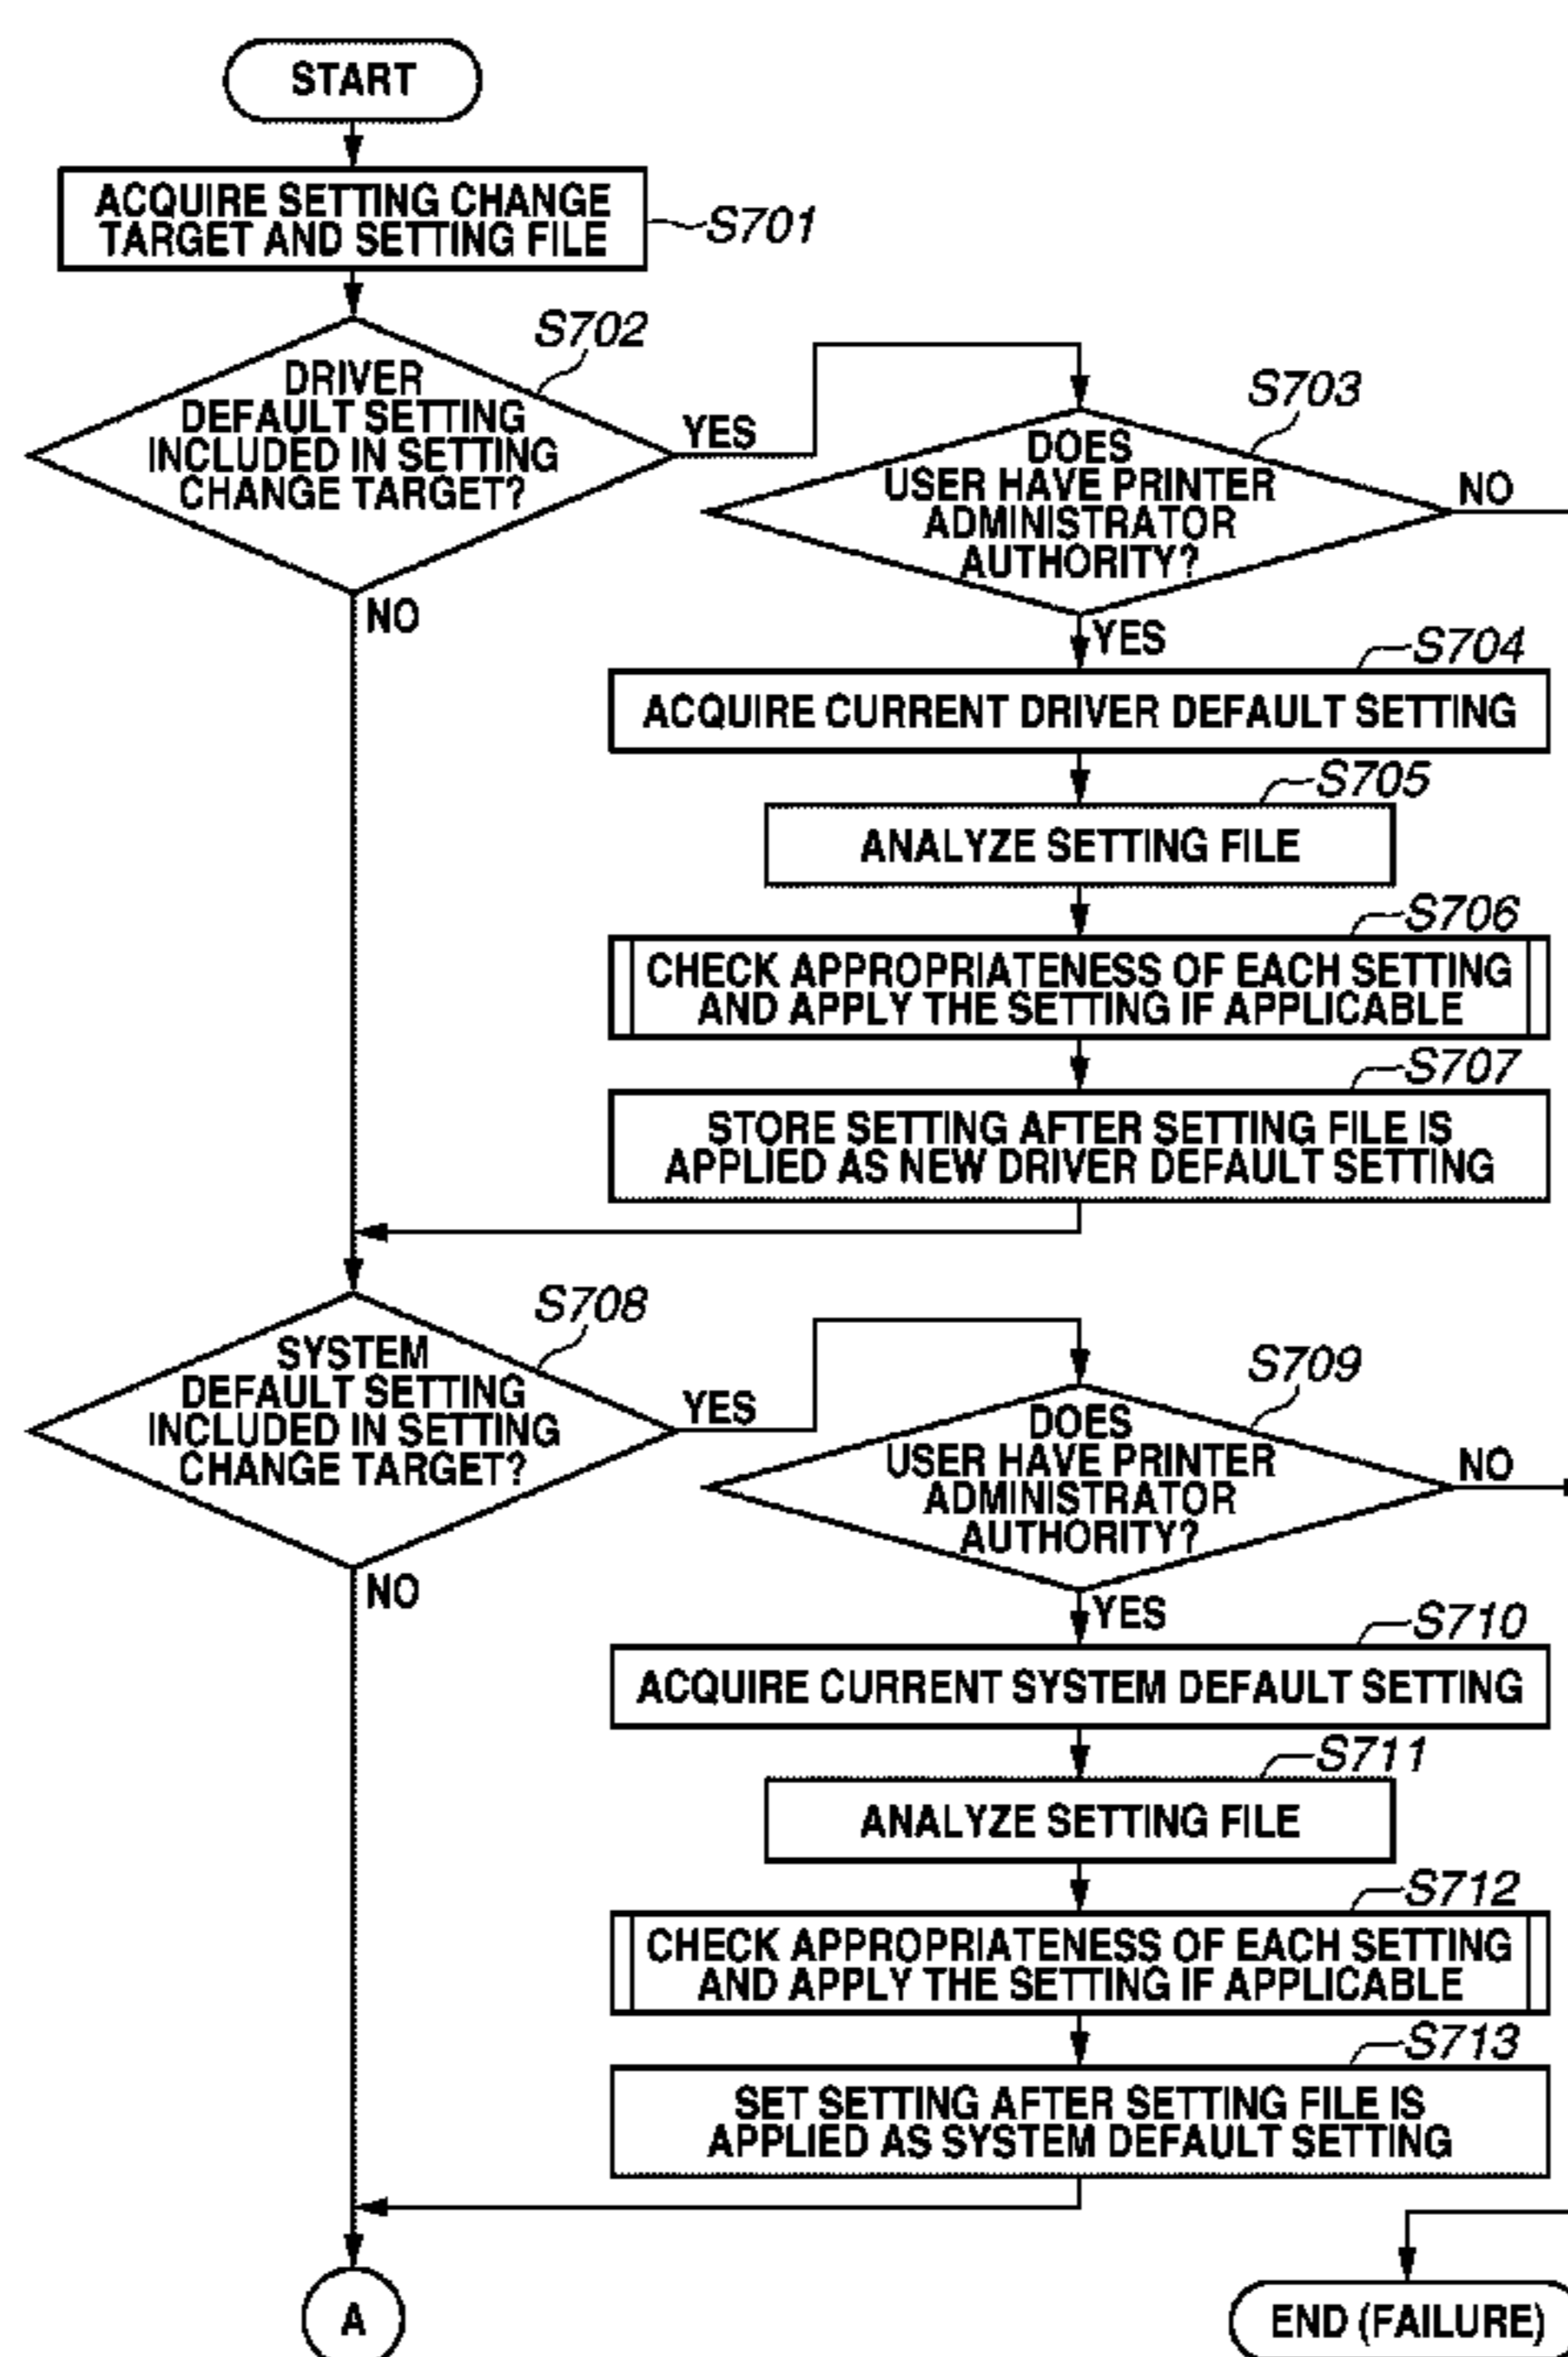 START
ACQUIRE SETTING CHANGE
TARGET AND SETTING FILE
S701
S702
DRIVER
DEFAULT SETTING
INCLUDED IN SETTING
CHANGE TARGET?
YES
NO
S703
DOES
USER HAVE PRINTER
ADMINISTRATOR
AUTHORITY?
NO
YES
S704
ACQUIRE CURRENT DRIVER DEFAULT SETTING
S705
ANALYZE SETTING FILE
S706
CHECK APPROPRIATENESS OF EACH SETTING
AND APPLY THE SETTING IF APPLICABLE
S707
STORE SETTING AFTER SETTING FILE IS
APPLIED AS NEW DRIVER DEFAULT SETTING
S708
SYSTEM
DEFAULT SETTING
INCLUDED IN SETTING
CHANGE TARGET?
YES
NO
S709
DOES
USER HAVE PRINTER
ADMINISTRATOR
AUTHORITY?
NO
YES
S710
ACQUIRE CURRENT SYSTEM DEFAULT SETTING
S711
ANALYZE SETTING FILE
S712
CHECK APPROPRIATENESS OF EACH SETTING
AND APPLY THE SETTING IF APPLICABLE
S713
SET SETTING AFTER SETTING FILE IS
APPLIED AS SYSTEM DEFAULT SETTING
A
END (FAILURE)